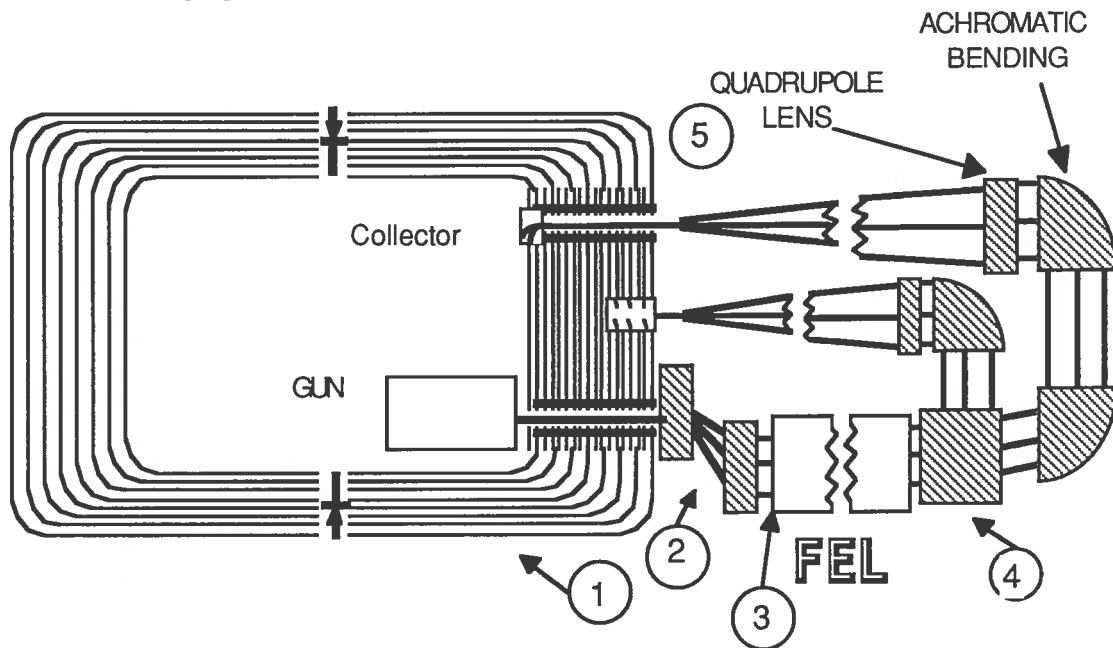 ACHROMATIC
BENDING
QUADRUPOLE
LENS
5
Collector
GUN
2
FEL
1
3
4